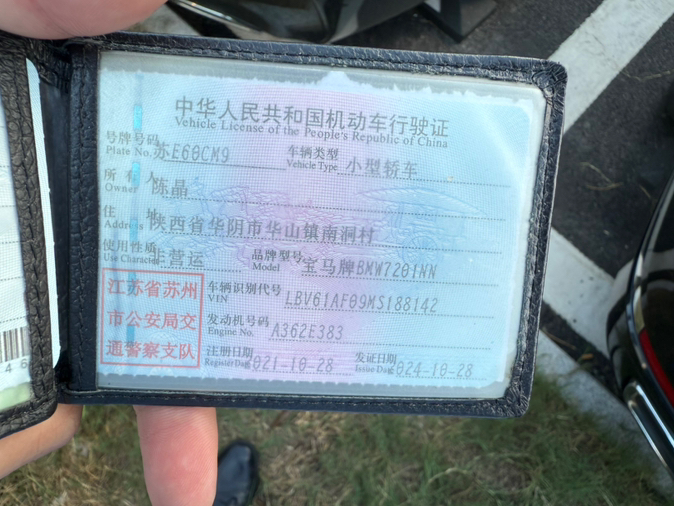 中华人民共和国机动车行驶证
Vehicle License of the People's Republic of China
号牌号码 苏E60CM9 车辆类型 小型轿车
Plate No. Vehicle Type
所有人 陈晶
Owner
住址 陕西省华阴市华山镇南洞村
Address
使用性质 非营运 品牌型号 宝马牌BMW7201NN
Use Character Model
江苏省苏州
市公安局交
通警察支队
车辆识别代号 LBV61AF09MS188142
VIN
发动机号码 A362E383
Engine No.
注册日期 021-10-28 发证日期 024-10-28
Register Date Issue Date
46